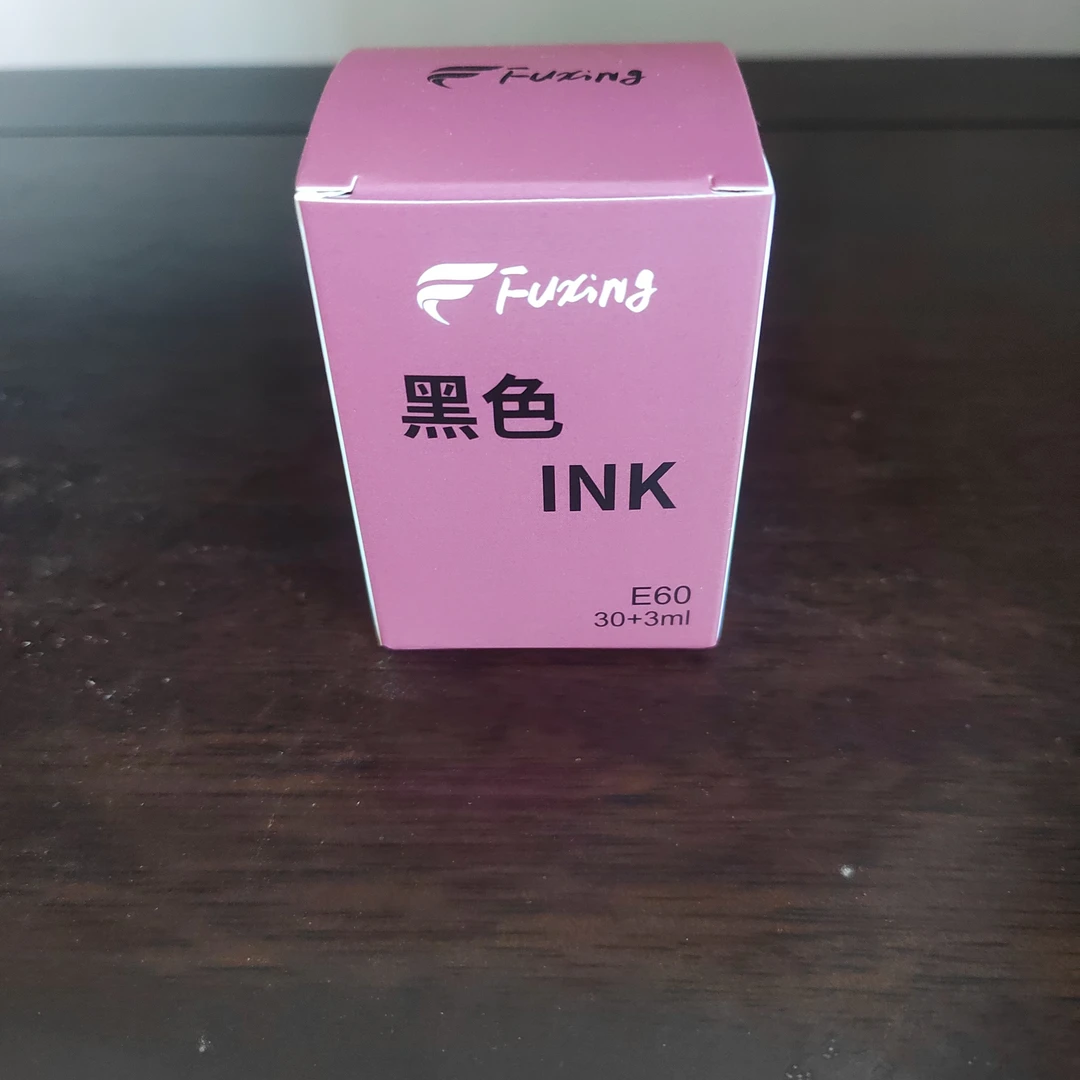 Fuxing
Fuxing
黑色
INK
E60
30+3ml